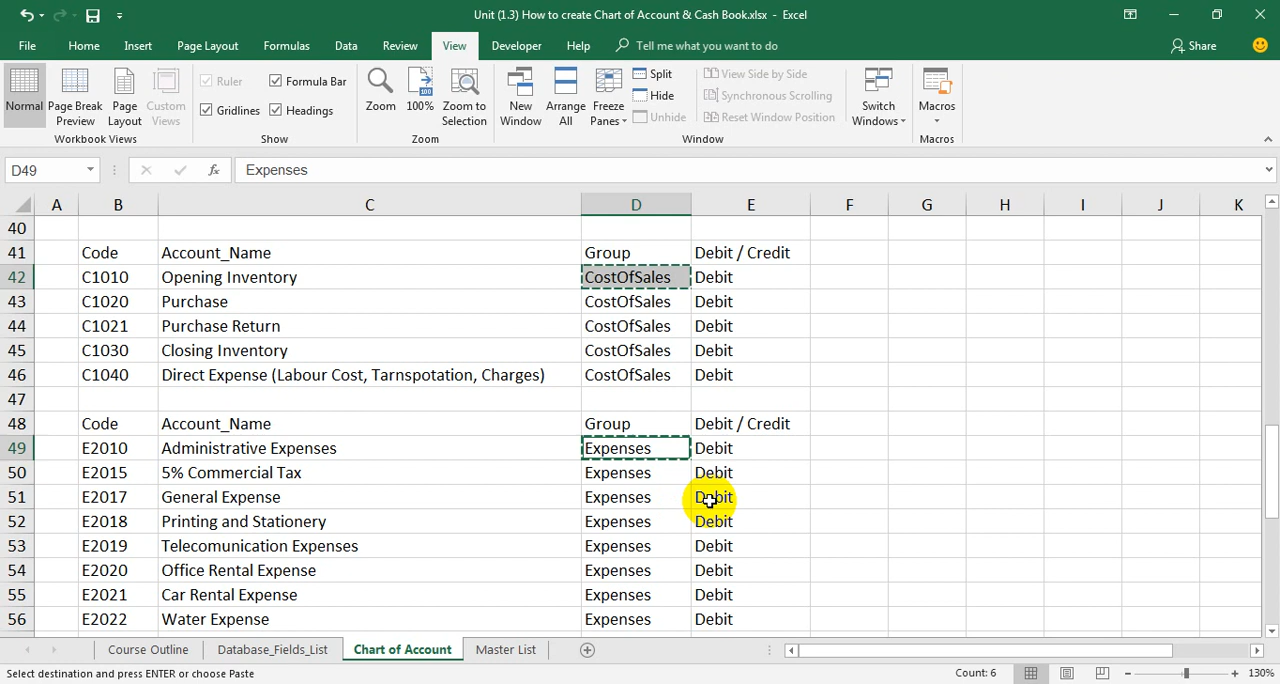 Unit (1.3) How to create Chart of Account & Cash Book.xlsx - Excel
File Home Insert Page Layout Formulas Data Review View Developer Help Tell me what you want to do Share
Normal Page Break Preview Page Layout Custom Views
Ruler Formula Bar
Gridlines Headings
Zoom 100% Zoom to Selection
New Window Arrange All Freeze Panes
Split
Hide
Unhide
View Side by Side
Synchronous Scrolling
Reset Window Position
Switch Windows
Macros
Workbook Views Show Zoom Window Macros
D49 fx Expenses
A B C D E F G H I J K
40
41 Code Account_Name Group Debit / Credit
42 C1010 Opening Inventory CostOfSales Debit
43 C1020 Purchase CostOfSales Debit
44 C1021 Purchase Return CostOfSales Debit
45 C1030 Closing Inventory CostOfSales Debit
46 C1040 Direct Expense (Labour Cost, Tarnspotation, Charges) CostOfSales Debit
47
48 Code Account_Name Group Debit / Credit
49 E2010 Administrative Expenses Expenses Debit
50 E2015 5% Commercial Tax Expenses Debit
51 E2017 General Expense Expenses Debit
52 E2018 Printing and Stationery Expenses Debit
53 E2019 Telecomunication Expenses Expenses Debit
54 E2020 Office Rental Expense Expenses Debit
55 E2021 Car Rental Expense Expenses Debit
56 E2022 Water Expense Expenses Debit
Course Outline Database_Fields_List Chart of Account Master List
Select destination and press ENTER or choose Paste Count: 6 130%